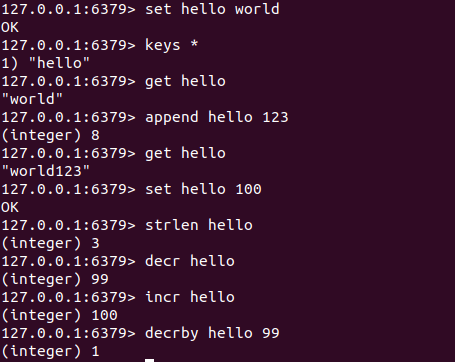 127.0.0.1:6379> set hello world
OK
127.0.0.1:6379> keys *
1) "hello"
127.0.0.1:6379> get hello
"world"
127.0.0.1:6379> append hello 123
(integer) 8
127.0.0.1:6379> get hello
"world123"
127.0.0.1:6379> set hello 100
OK
127.0.0.1:6379> strlen hello
(integer) 3
127.0.0.1:6379> decr hello
(integer) 99
127.0.0.1:6379> incr hello
(integer) 100
127.0.0.1:6379> decrby hello 99
(integer) 1